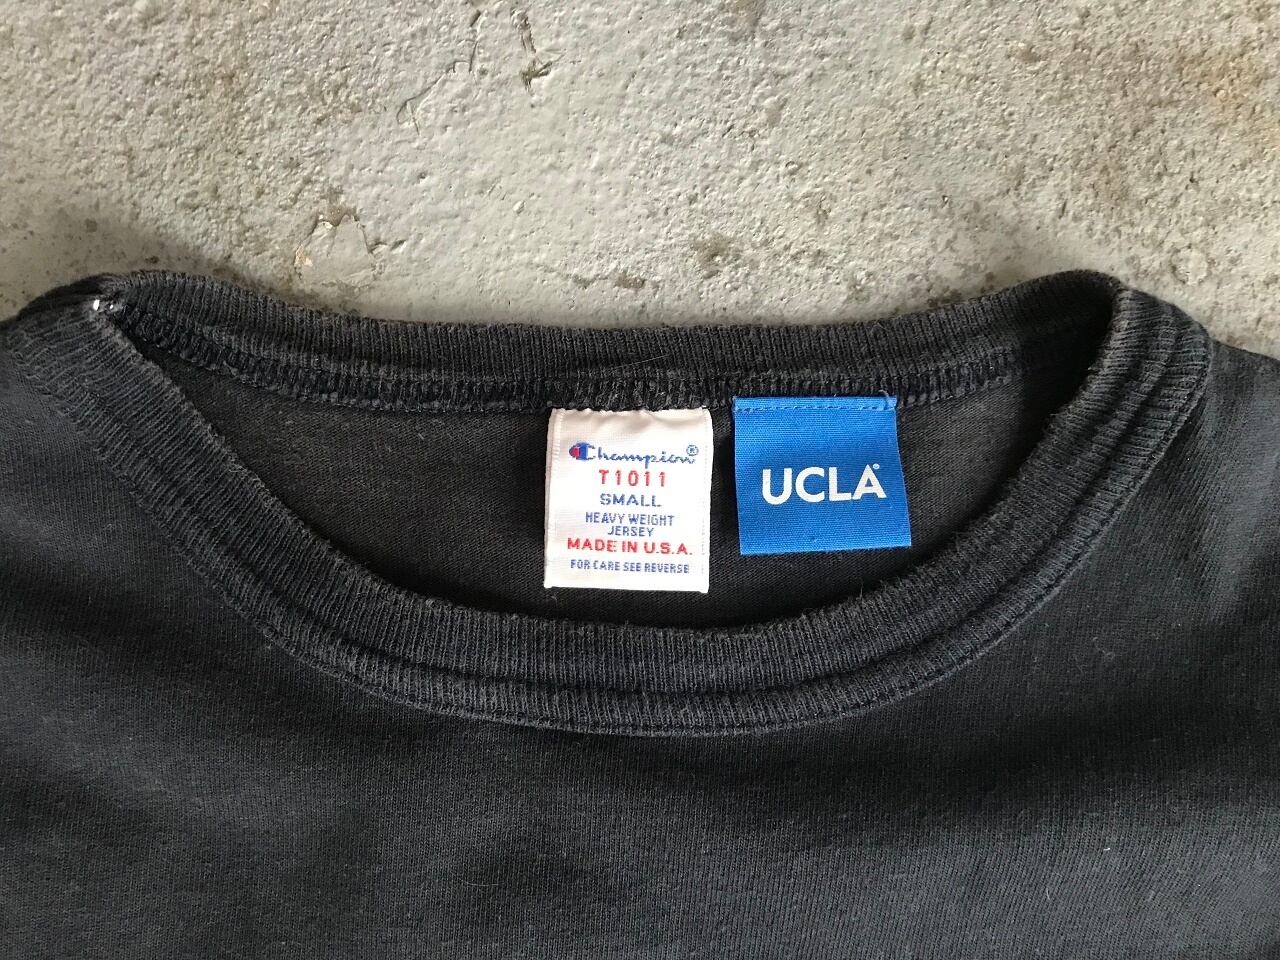 Champion®
T1011
SMALL
HEAVY WEIGHT
JERSEY
MADE IN U.S.A.
FOR CARE SEE REVERSE
UCLA